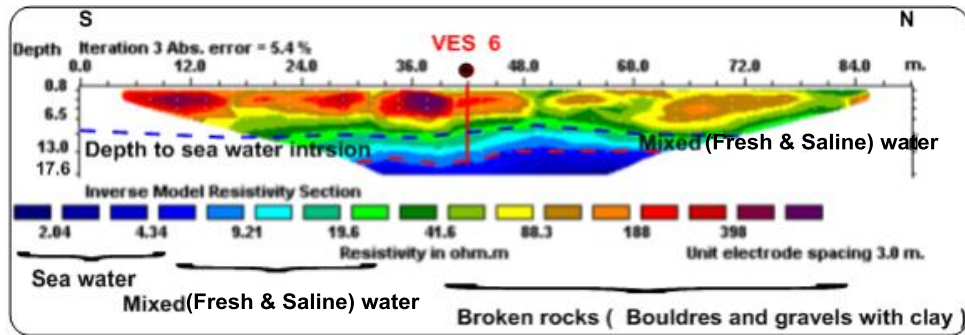 S N
VES 6
Depth Iteration 3 Abs. error = 5.4 %
0.0 12.0 24.0 36.0 48.0 60.0 72.0 84.0 m.
0.8
6.5
13.0
17.6
Depth to sea water intrsion
Mixed(Fresh & Saline) water
Inverse Model Resistivity Section
2.04 4.34 9.21 19.6 41.6 88.3 188 398
Resistivity in ohm.m Unit electrode spacing 3.0 m.
Sea water
Mixed(Fresh & Saline) water
Broken rocks ( Bouldres and gravels with clay )